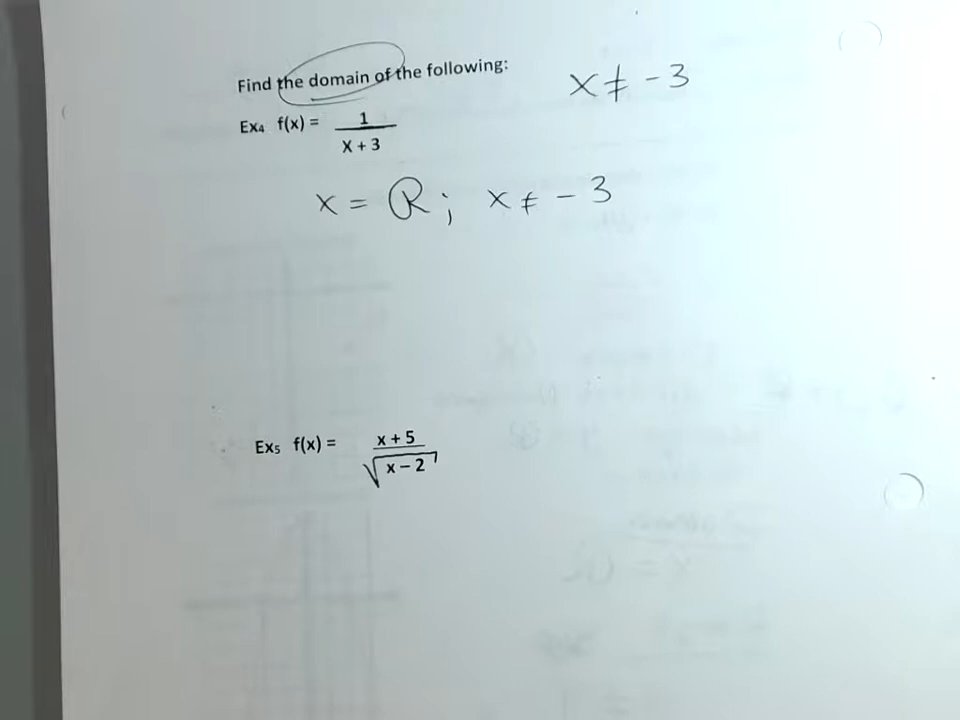 Find the domain of the following:
x ≠ -3
Ex4 f(x) = 1 / x + 3
x = ℝ; x ≠ -3
Ex5 f(x) = x + 5 / √x - 2